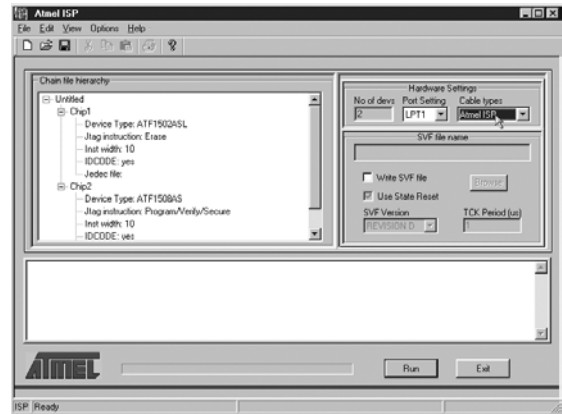 Atmel ISP
File Edit View Options Help
Chain file hierarchy
Untitled
Chip1
Device Type: ATF1502ASL
Jtag instruction: Erase
Inst width: 10
IDCODE: yes
Jedec file:
Chip2
Device Type: ATF1508AS
Jtag instruction: Program/Verify/Secure
Inst width: 10
IDCODE: yes
Hardware Settings
No of devs Port Setting Cable types
2 LPT1 Atmel ISP
SVF file name
Write SVF file
Browse
Use State Reset
SVF Version TCK Period (us)
REVISION D 1
ATMEL
Run Exit
ISP Ready